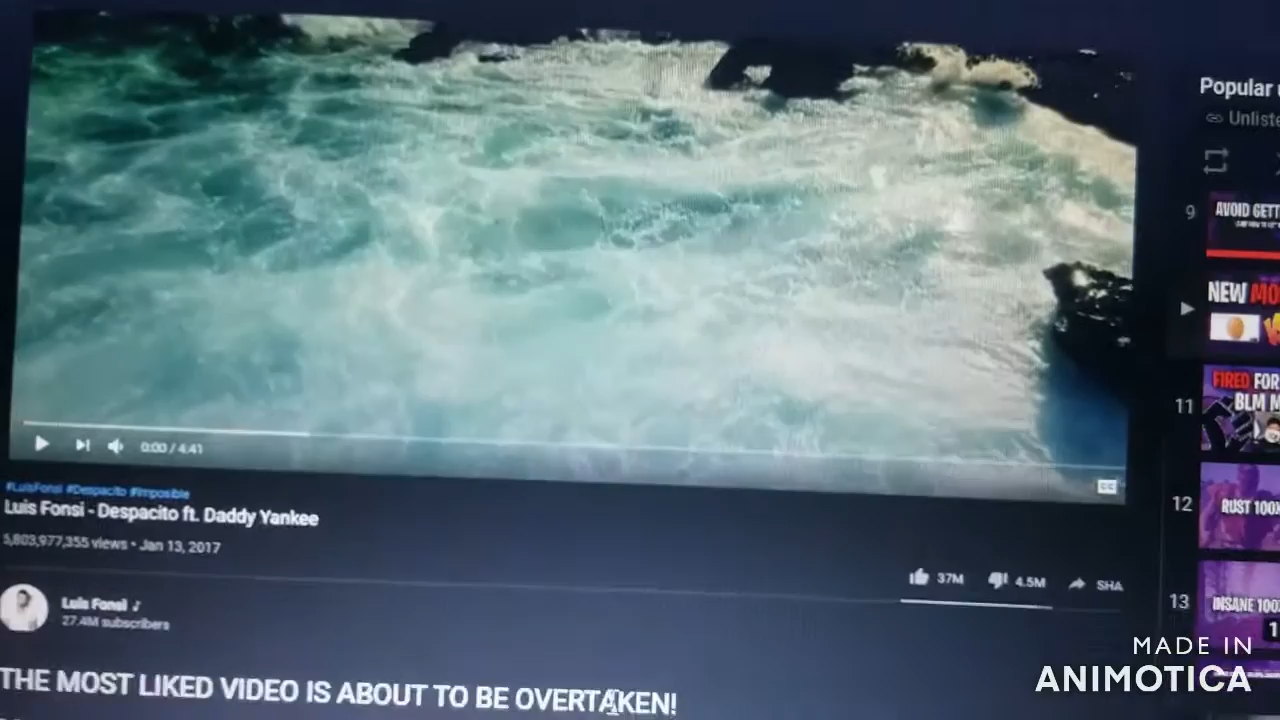 Popular
Unliste
9
AVOID GETT
NEW MO
0:00 / 4:41
CC
FIRED FOR
11
BLM M
#LuisFonsi #Despacito #Imposible
Luis Fonsi - Despacito ft. Daddy Yankee
12
RUST 100X
5,803,977,355 views • Jan 13, 2017
37M
4.5M
SHA
Luis Fonsi ♪
27.4M subscribers
13
INSANE 100
1
THE MOST LIKED VIDEO IS ABOUT TO BE OVERTAKEN!
MADE IN
ANIMOTICA